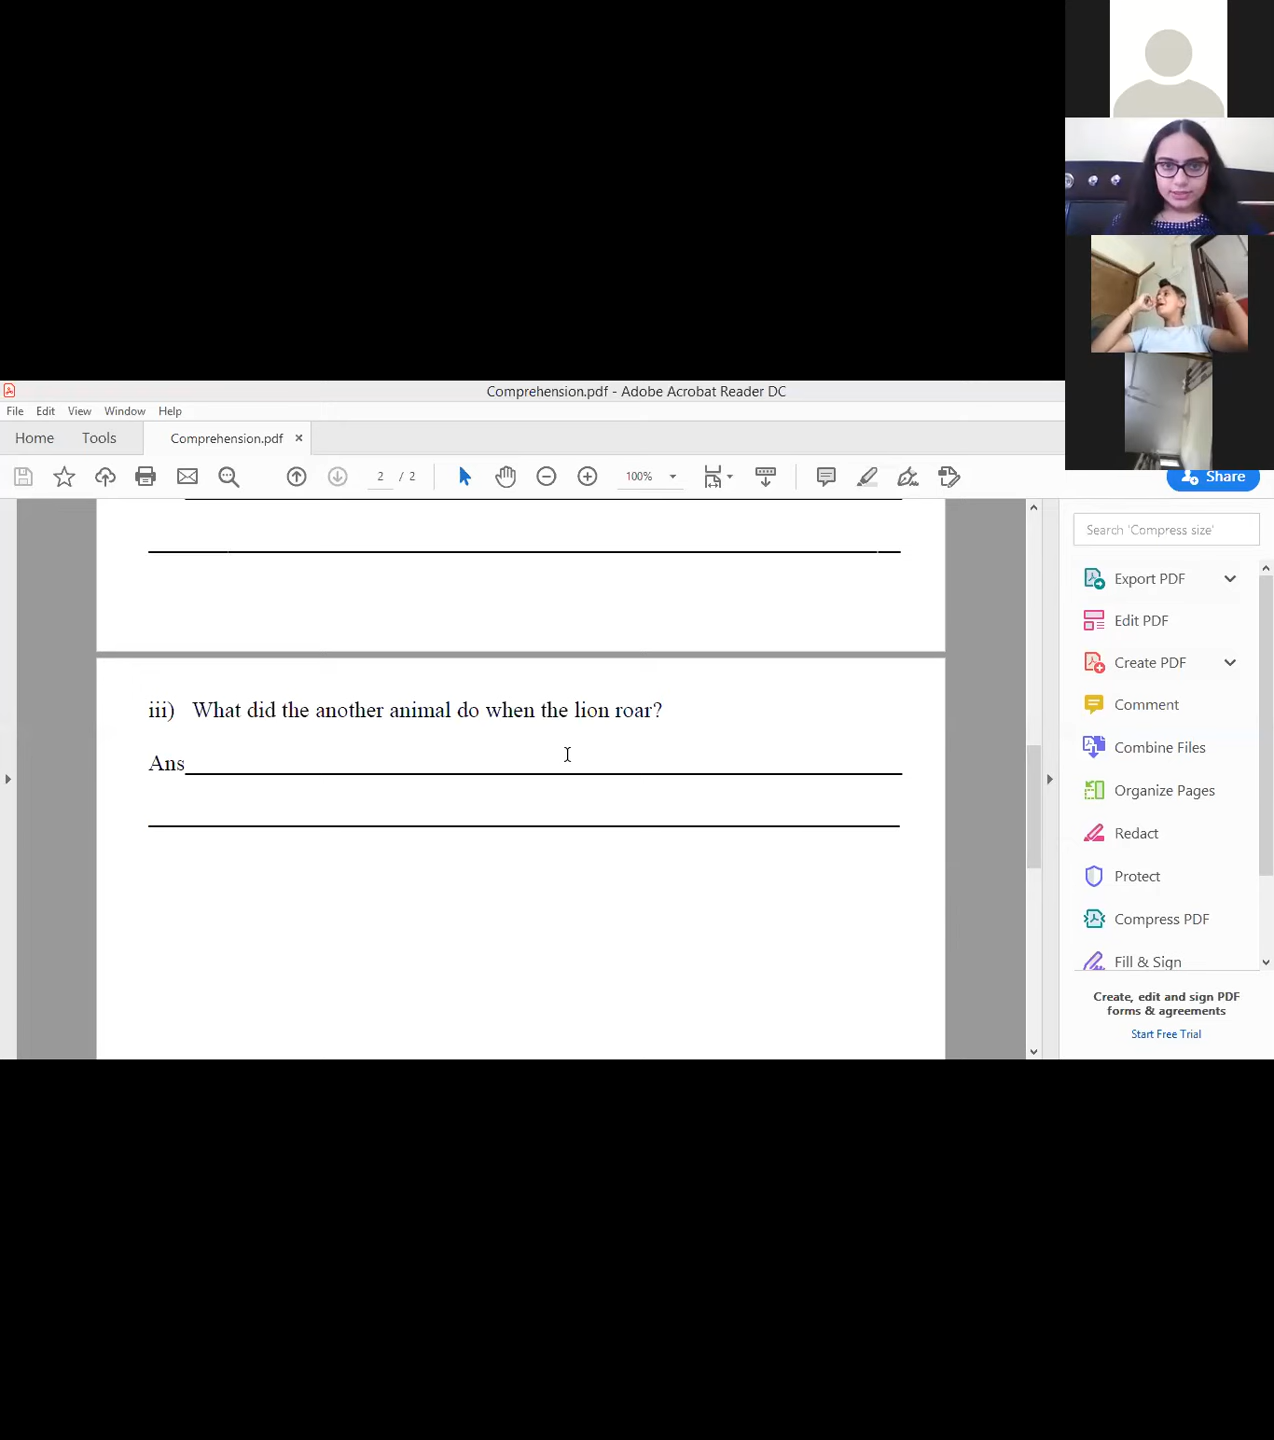 Comprehension.pdf - Adobe Acrobat Reader DC
File Edit View Window Help
Home Tools Comprehension.pdf ×
2 / 2 100% Share
Search 'Compress size'
Export PDF
Edit PDF
Create PDF
Comment
Combine Files
Organize Pages
Redact
Protect
Compress PDF
Fill & Sign
Create, edit and sign PDF
forms & agreements
Start Free Trial
iii) What did the another animal do when the lion roar?
Ans